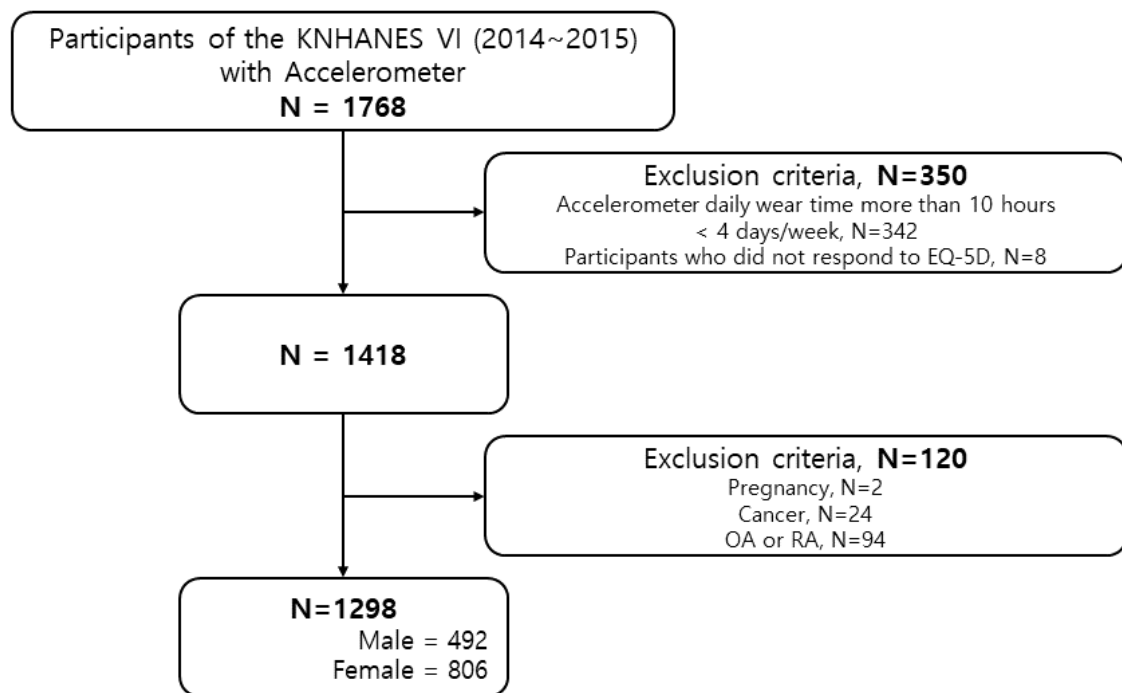 Participants of the KNHANES VI (2014~2015)
with Accelerometer
N = 1768
Exclusion criteria, N=350
Accelerometer daily wear time more than 10 hours
< 4 days/week, N=342
Participants who did not respond to EQ-5D, N=8
N = 1418
Exclusion criteria, N=120
Pregnancy, N=2
Cancer, N=24
OA or RA, N=94
N=1298
Male = 492
Female = 806